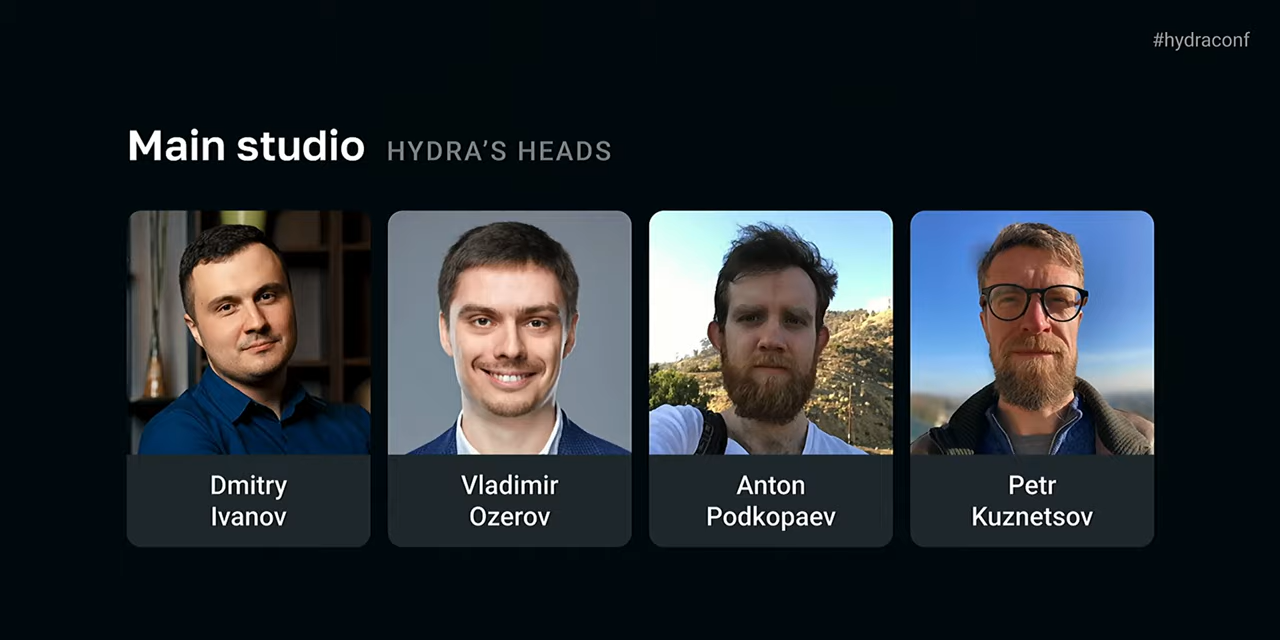 #hydraconf
Main studio HYDRA’S HEADS
Dmitry
Ivanov
Vladimir
Ozerov
Anton
Podkopaev
Petr
Kuznetsov